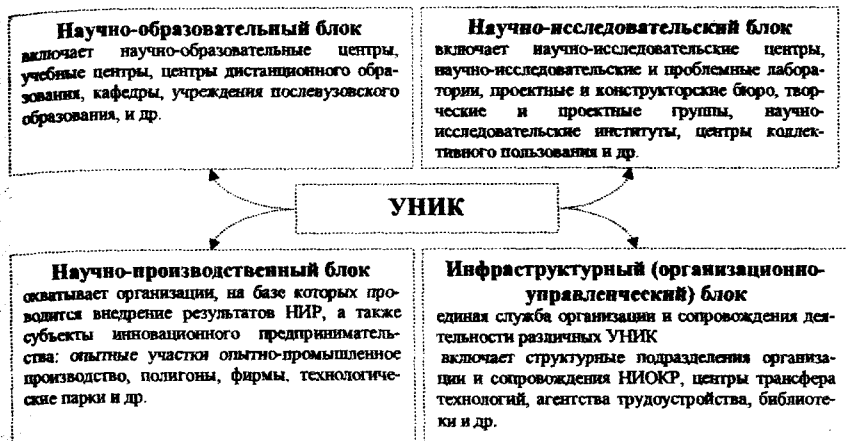 Научно-образовательный блок
включает научно-образовательные центры,
учебные центры, центры дистанционного обра-
зования, кафедры, учреждения послевузовского
образования, и др.
Научно-исследовательский блок
включает научно-исследовательские центры,
научно-исследовательские и проблемные лабора-
тории, проектные и конструкторские бюро, твор-
ческие и проектные группы, научно-
исследовательские институты, центры коллек-
тивного пользования и др.
УНИК
Научно-производственный блок
охватывает организации, на базе которых про-
водится внедрение результатов НИР, а также
субъекты инновационного предприниматель-
ства: опытные участки опытно-промышленное
производство, полигоны, фирмы, технологиче-
ские парки и др.
Инфраструктурный (организационно-
управленческий) блок
единая служба организации и сопровождения дея-
тельности различных УНИК
включает структурные подразделения организа-
ции и сопровождения НИОКР, центры трансфера
технологий, агентства трудоустройства, библиоте-
ки и др.